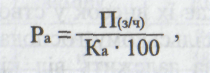 Ра = П(з/ч) / Ка · 100 ,